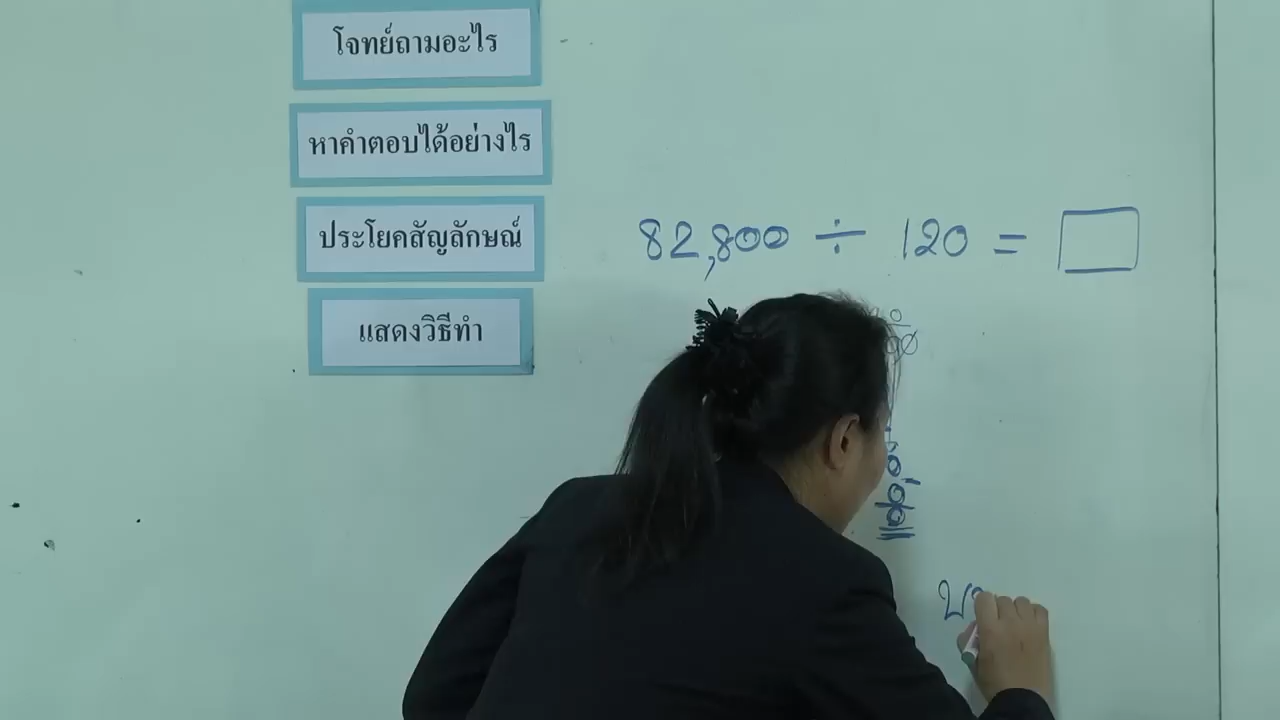 โจทย์ถามอะไร
หาคำตอบได้อย่างไร
ประโยคสัญลักษณ์
82,800 ÷ 120 =
แสดงวิธีทำ